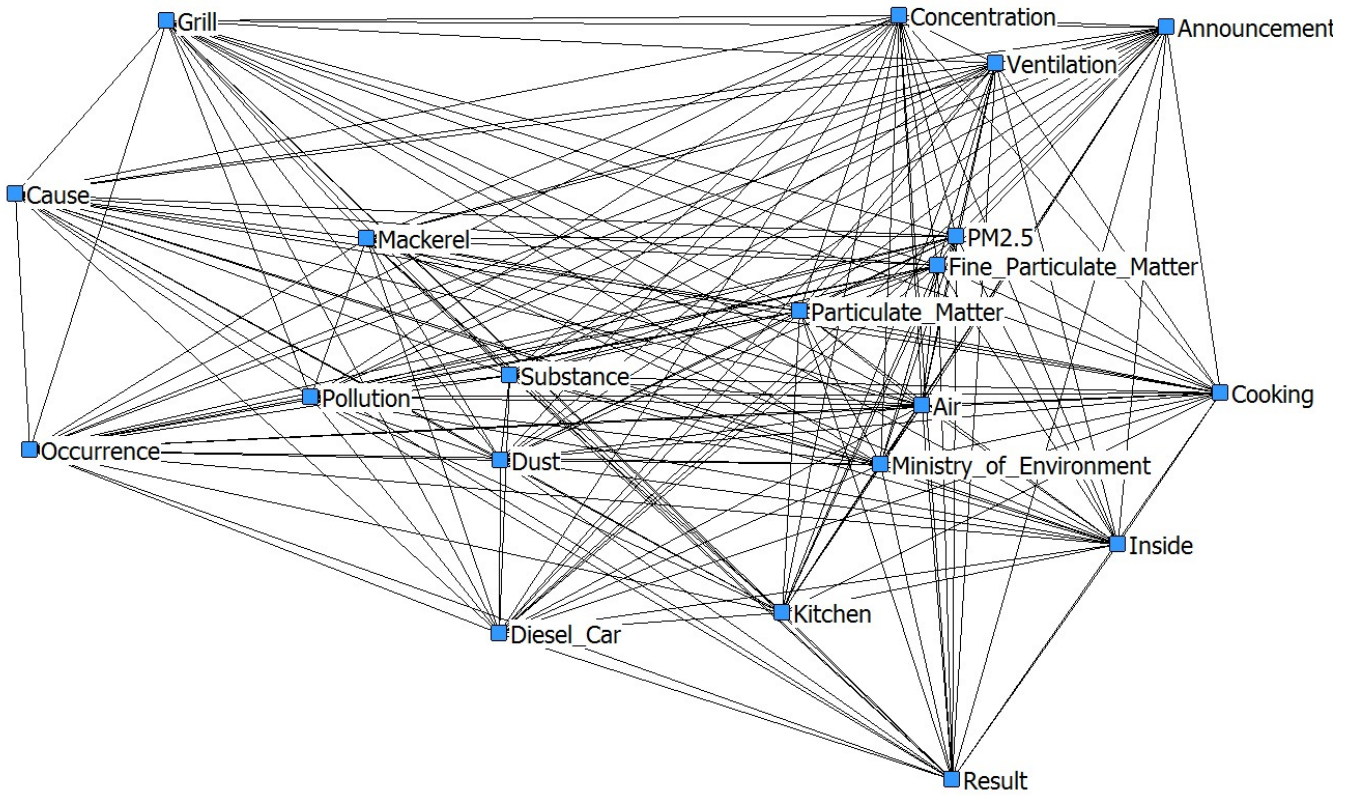 Grill
Concentration
Announcement
Ventilation
Cause
Mackerel
PM2.5
Fine_Particulate_Matter
Particulate_Matter
Substance
Pollution
Air
Cooking
Occurrence
Dust
Ministry_of_Environment
Inside
Kitchen
Diesel_Car
Result